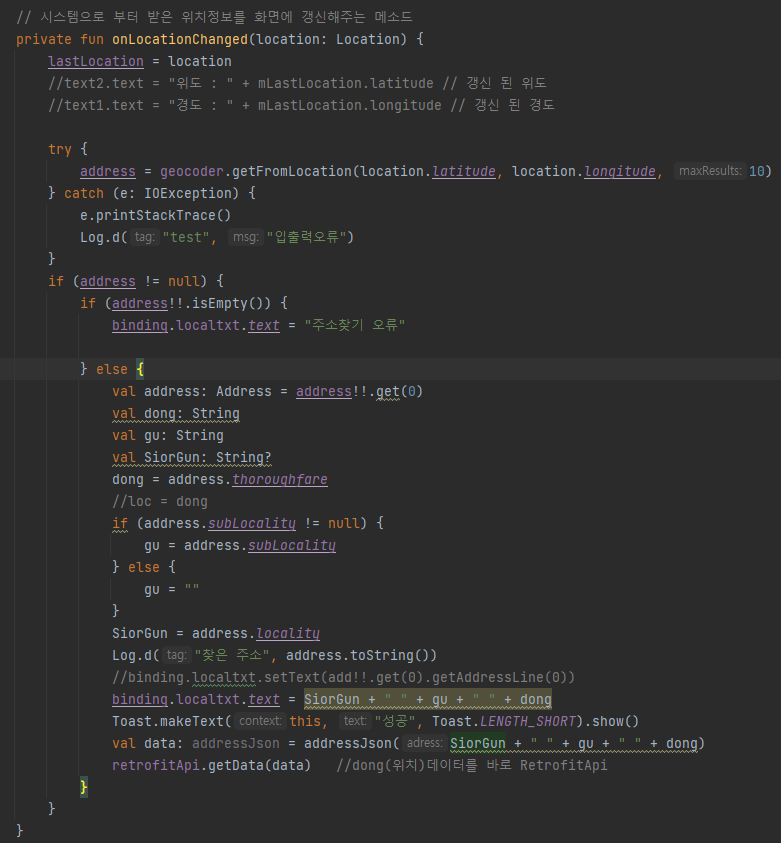 // 시스템으로 부터 받은 위치정보를 화면에 갱신해주는 메소드
private fun onLocationChanged(location: Location) {
lastLocation = location
//text2.text = "위도 : " + mLastLocation.latitude // 갱신 된 위도
//text1.text = "경도 : " + mLastLocation.longitude // 갱신 된 경도
try {
address = geocoder.getFromLocation(location.latitude, location.longitude, maxResults: 10)
} catch (e: IOException) {
e.printStackTrace()
Log.d( tag: "test", msg: "입출력오류")
}
if (address != null) {
if (address!!.isEmpty()) {
binding.localtxt.text = "주소찾기 오류"
} else {
val address: Address = address!!.get(0)
val dong: String
val gu: String
val SiorGun: String?
dong = address.thoroughfare
//loc = dong
if (address.subLocality != null) {
gu = address.subLocality
} else {
gu = ""
}
SiorGun = address.locality
Log.d( tag: "찾은 주소", address.toString())
//binding.localtxt.setText(add!!.get(0).getAddressLine(0))
binding.localtxt.text = SiorGun + " " + gu + " " + dong
Toast.makeText( context: this, text: "성공", Toast.LENGTH_SHORT).show()
val data: addressJson = addressJson( adress: SiorGun + " " + gu + " " + dong)
retrofitApi.getData(data) //dong(위치)데이터를 바로 RetrofitApi
}
}
}